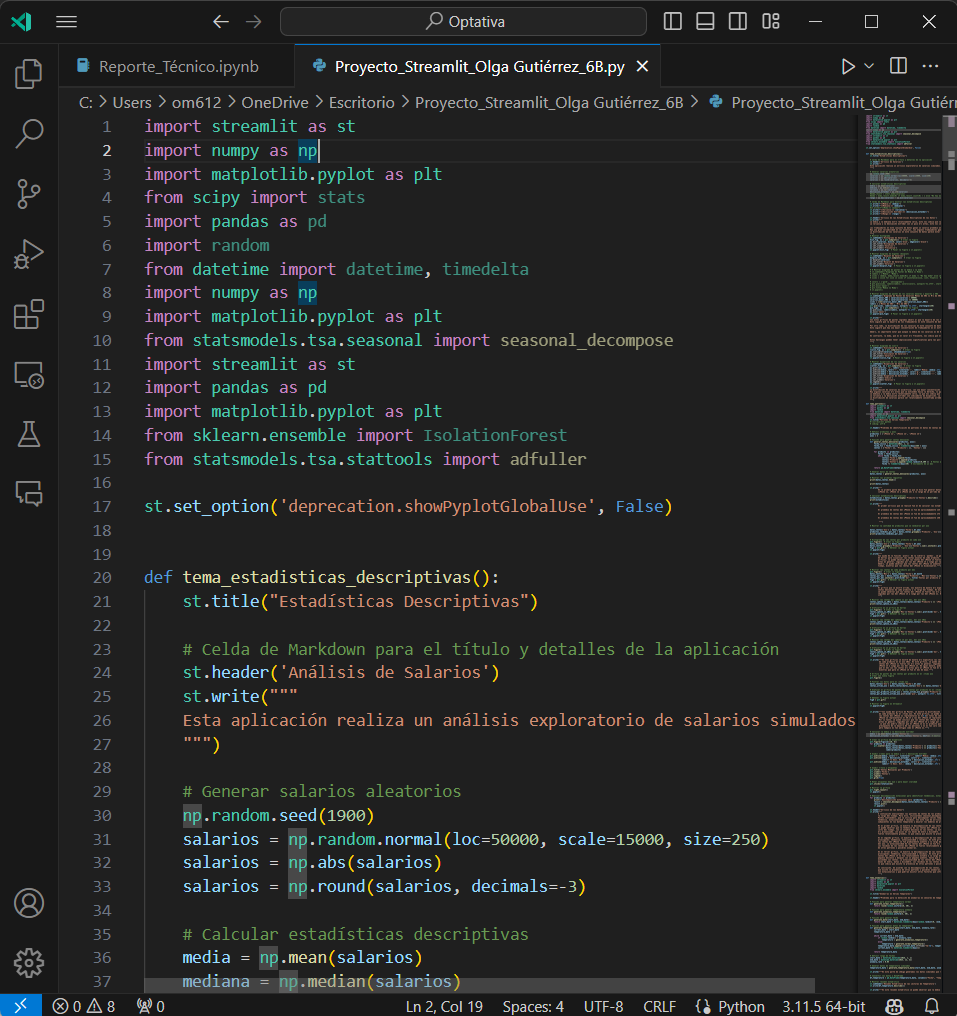 Optativa
Reporte_Técnico.ipynb
Proyecto_Streamlit_Olga Gutiérrez_6B.py
C: > Users > om612 > OneDrive > Escritorio > Proyecto_Streamlit_Olga Gutiérrez_6B > Proyecto_Streamlit_Olga Gutiérr
1 import streamlit as st
2 import numpy as np
3 import matplotlib.pyplot as plt
4 from scipy import stats
5 import pandas as pd
6 import random
7 from datetime import datetime, timedelta
8 import numpy as np
9 import matplotlib.pyplot as plt
10 from statsmodels.tsa.seasonal import seasonal_decompose
11 import streamlit as st
12 import pandas as pd
13 import matplotlib.pyplot as plt
14 from sklearn.ensemble import IsolationForest
15 from statsmodels.tsa.stattools import adfuller
16
17 st.set_option('deprecation.showPyplotGlobalUse', False)
18
19
20 def tema_estadisticas_descriptivas():
21 st.title("Estadísticas Descriptivas")
22
23 # Celda de Markdown para el título y detalles de la aplicación
24 st.header('Análisis de Salarios')
25 st.write("""
26 Esta aplicación realiza un análisis exploratorio de salarios simulados
27 """)
28
29 # Generar salarios aleatorios
30 np.random.seed(1900)
31 salarios = np.random.normal(loc=50000, scale=15000, size=250)
32 salarios = np.abs(salarios)
33 salarios = np.round(salarios, decimals=-3)
34
35 # Calcular estadísticas descriptivas
36 media = np.mean(salarios)
37 mediana = np.median(salarios)
0 8 0 Ln 2, Col 19 Spaces: 4 UTF-8 CRLF Python 3.11.5 64-bit